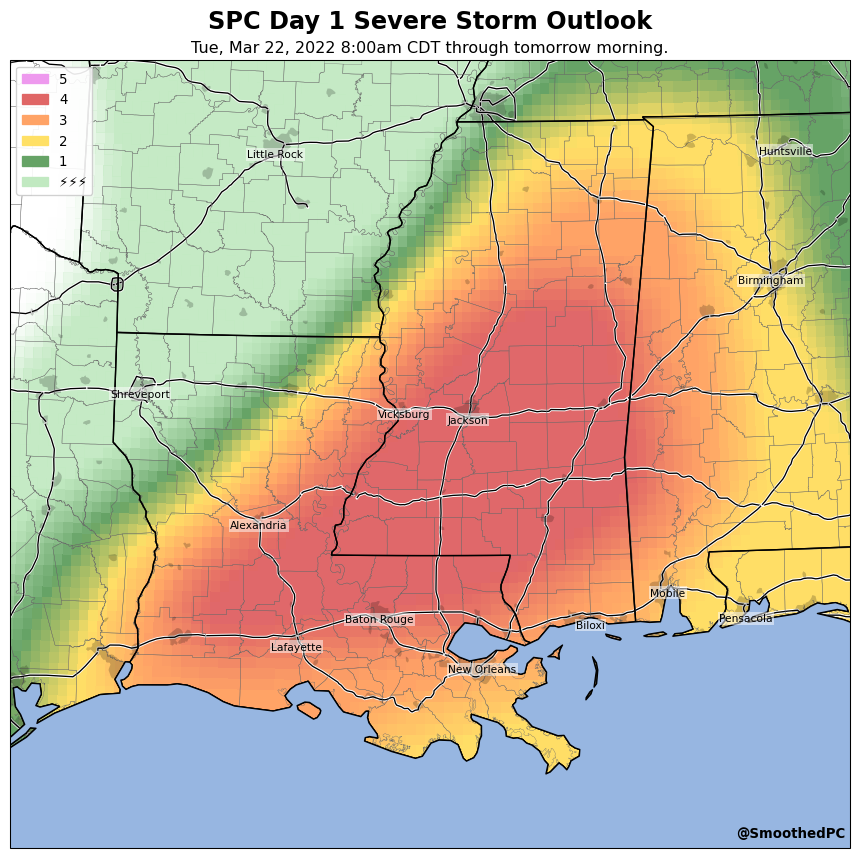 SPC Day 1 Severe Storm Outlook
Tue, Mar 22, 2022 8:00am CDT through tomorrow morning.
5
4
3
2
1
⚡⚡⚡
Little Rock
Huntsville
Birmingham
Shreveport
Vicksburg
Jackson
Alexandria
Mobile
Baton Rouge
Pensacola
Biloxi
Lafayette
New Orleans
@SmoothedPC